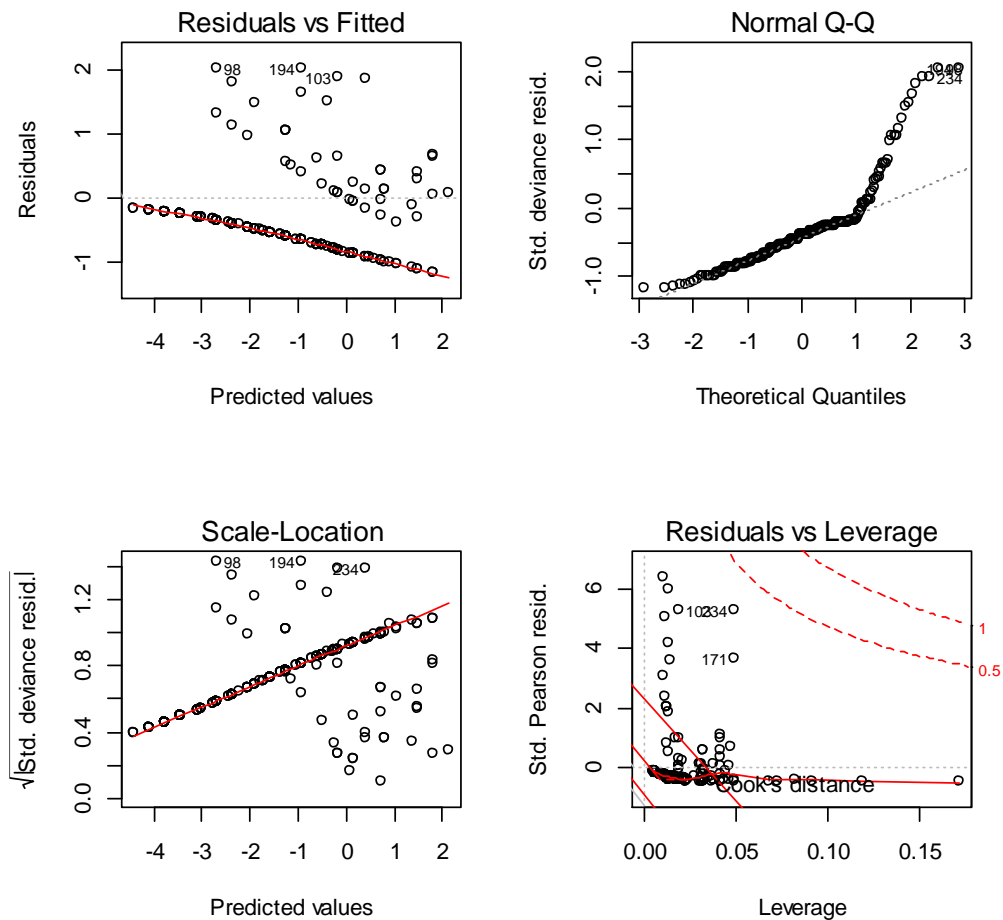 Residuals vs Fitted
Residuals
2
1
0
-1
98
194
103
-4 -3 -2 -1 0 1 2
Predicted values
Normal Q-Q
Std. deviance resid.
2.0
1.0
0.0
-1.0
234
-3 -2 -1 0 1 2 3
Theoretical Quantiles
Scale-Location
√|Std. deviance resid.|
1.2
0.8
0.4
0.0
98
194
234
-4 -3 -2 -1 0 1 2
Predicted values
Residuals vs Leverage
Std. Pearson resid.
6
4
2
0
103
234
171
1
0.5
Cook's distance
0.00 0.05 0.10 0.15
Leverage